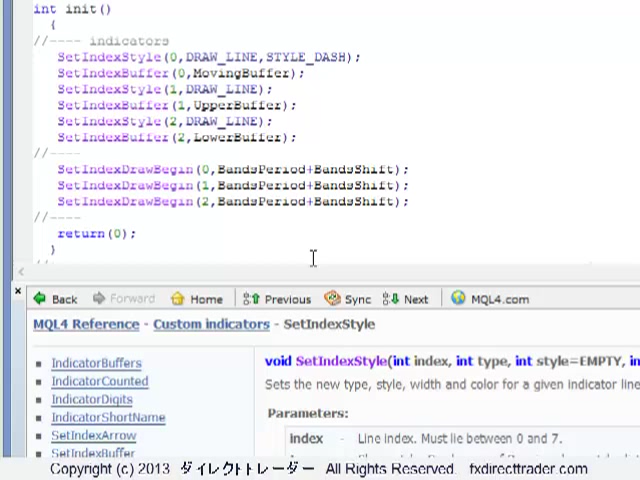 int init()
{
//---- indicators
SetIndexStyle(0,DRAW_LINE,STYLE_DASH);
SetIndexBuffer(0,MovingBuffer);
SetIndexStyle(1,DRAW_LINE);
SetIndexBuffer(1,UpperBuffer);
SetIndexStyle(2,DRAW_LINE);
SetIndexBuffer(2,LowerBuffer);
//----
SetIndexDrawBegin(0,BandsPeriod+BandsShift);
SetIndexDrawBegin(1,BandsPeriod+BandsShift);
SetIndexDrawBegin(2,BandsPeriod+BandsShift);
//----
return(0);
}
Back Forward Home Previous Sync Next MQL4.com
MQL4 Reference - Custom indicators - SetIndexStyle
IndicatorBuffers
IndicatorCounted
IndicatorDigits
IndicatorShortName
SetIndexArrow
SetIndexBuffer
void SetIndexStyle(int index, int type, int style=EMPTY, in
Sets the new type, style, width and color for a given indicator line
Parameters:
index - Line index. Must lie between 0 and 7.
Copyright (c) 2013 ダイレクトトレーダー All Rights Reserved. fxdirecttrader.com